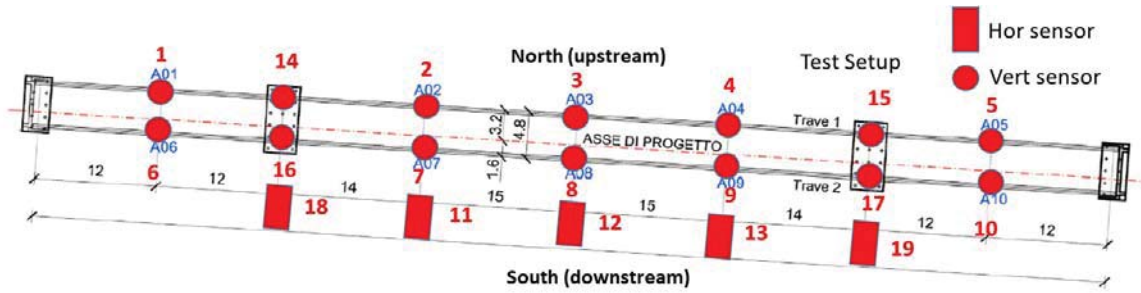 Hor sensor
Vert sensor
Test Setup
North (upstream)
1
14
2
3
4
15
5
A01
A02
A03
A04
A05
Trave 1
3.2
4.8
1.6
ASSE DI PROGETTO
A06
A07
A08
A09
A10
Trave 2
6
16
7
8
9
17
10
12
12
14
15
15
14
12
12
18
11
12
13
19
South (downstream)